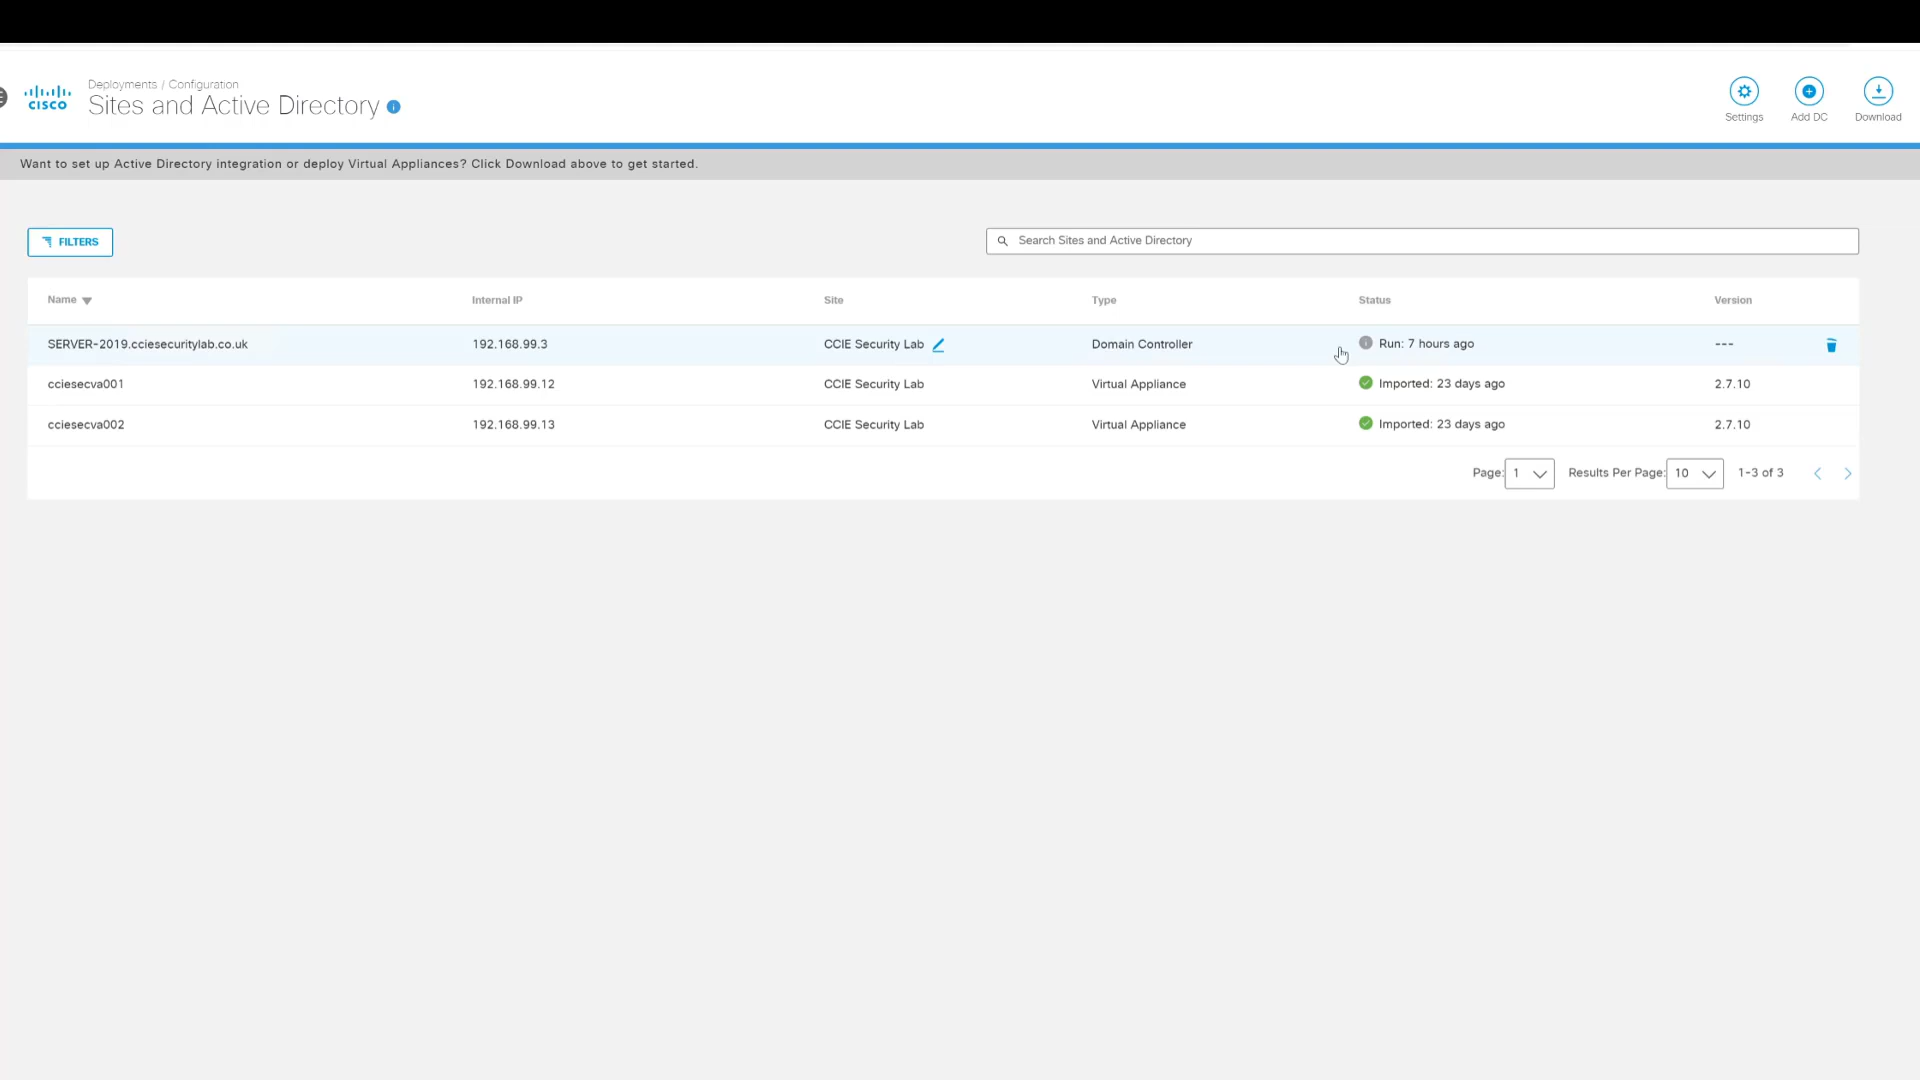 Deployments / Configuration
CISCO
Sites and Active Directory
Settings
Add DC
Download
Want to set up Active Directory integration or deploy Virtual Appliances? Click Download above to get started.
FILTERS
Search Sites and Active Directory
Name Internal IP Site Type Status Version
SERVER-2019.cciesecuritylab.co.uk 192.168.99.3 CCIE Security Lab Domain Controller Run: 7 hours ago ---
cciesecva001 192.168.99.12 CCIE Security Lab Virtual Appliance Imported: 23 days ago 2.7.10
cciesecva002 192.168.99.13 CCIE Security Lab Virtual Appliance Imported: 23 days ago 2.7.10
Page: 1 Results Per Page: 10 1-3 of 3